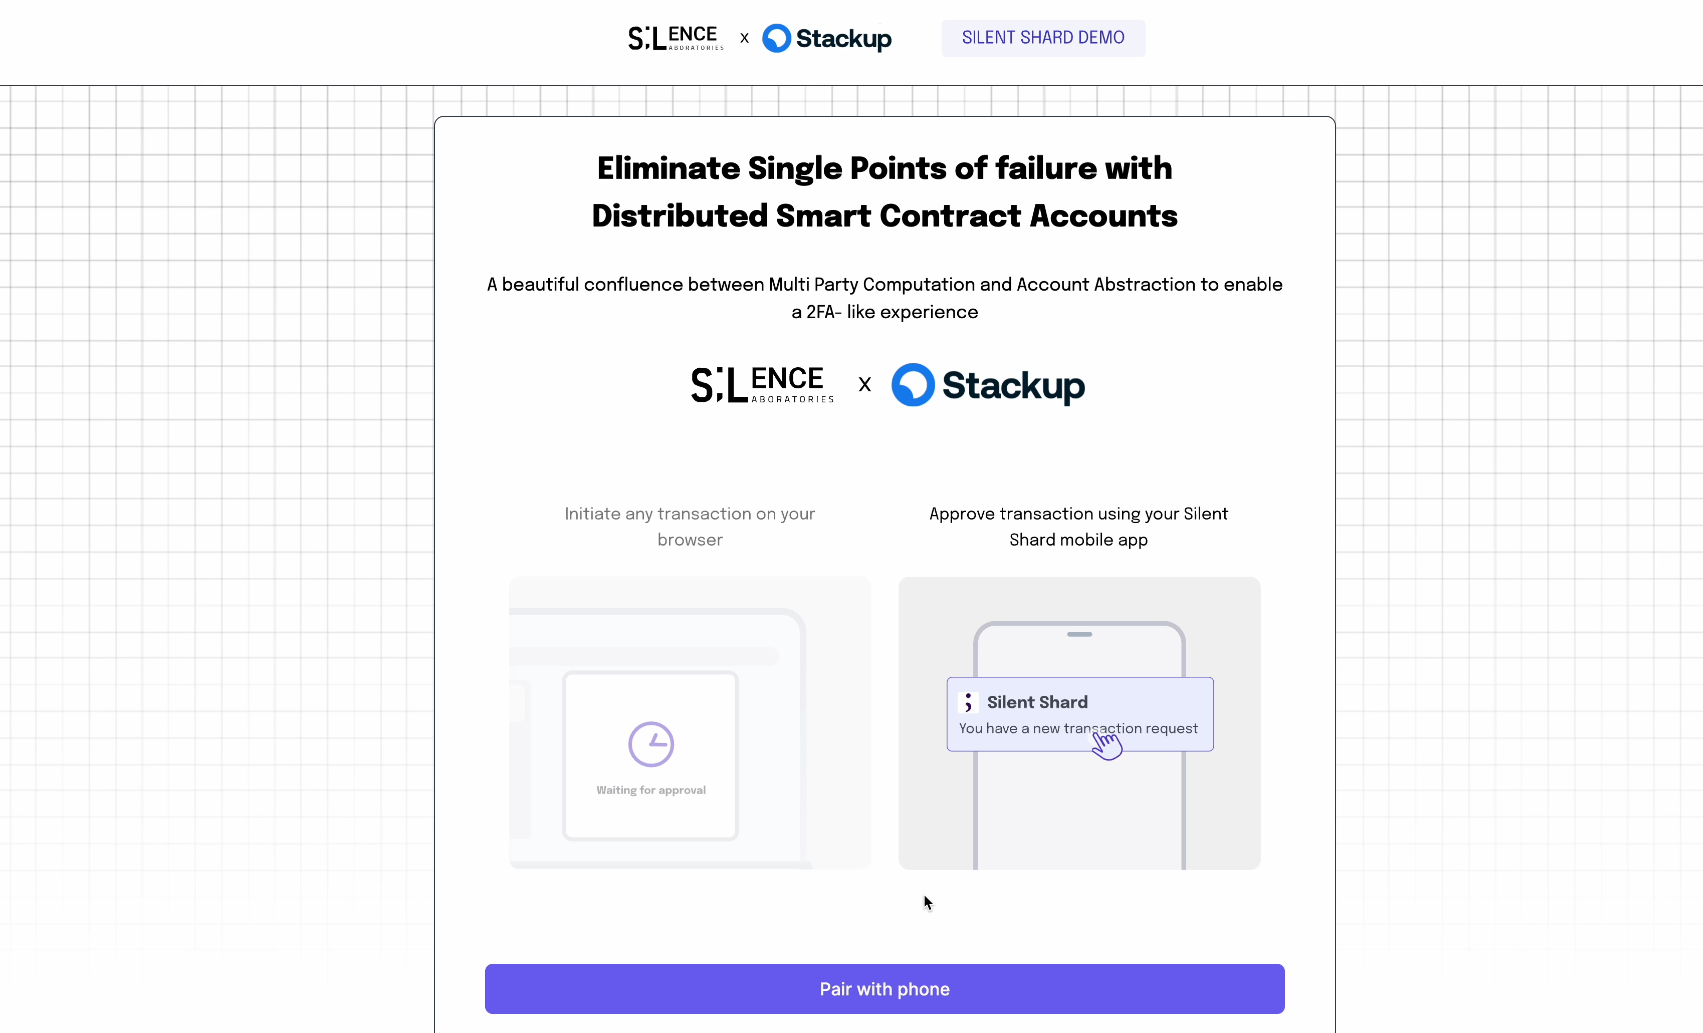 SiLENCE LABORATORIES x Stackup SILENT SHARD DEMO
Eliminate Single Points of failure with
Distributed Smart Contract Accounts
A beautiful confluence between Multi Party Computation and Account Abstraction to enable
a 2FA- like experience
SiLENCE LABORATORIES x Stackup
Initiate any transaction on your
browser
Approve transaction using your Silent
Shard mobile app
Waiting for approval
Silent Shard
You have a new transaction request
Pair with phone